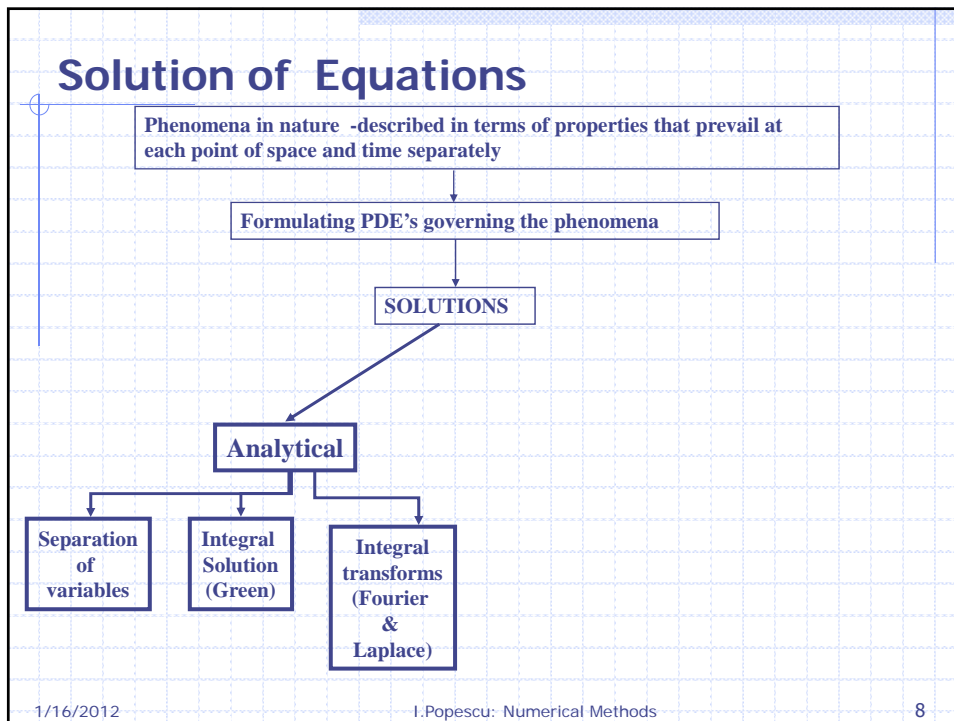 Solution of Equations
Phenomena in nature -described in terms of properties that prevail at
each point of space and time separately
Formulating PDE's governing the phenomena
SOLUTIONS
Analytical
Separation
of
variables
Integral
Solution
(Green)
Integral
transforms
(Fourier
&
Laplace)
1/16/2012
I.Popescu: Numerical Methods
8